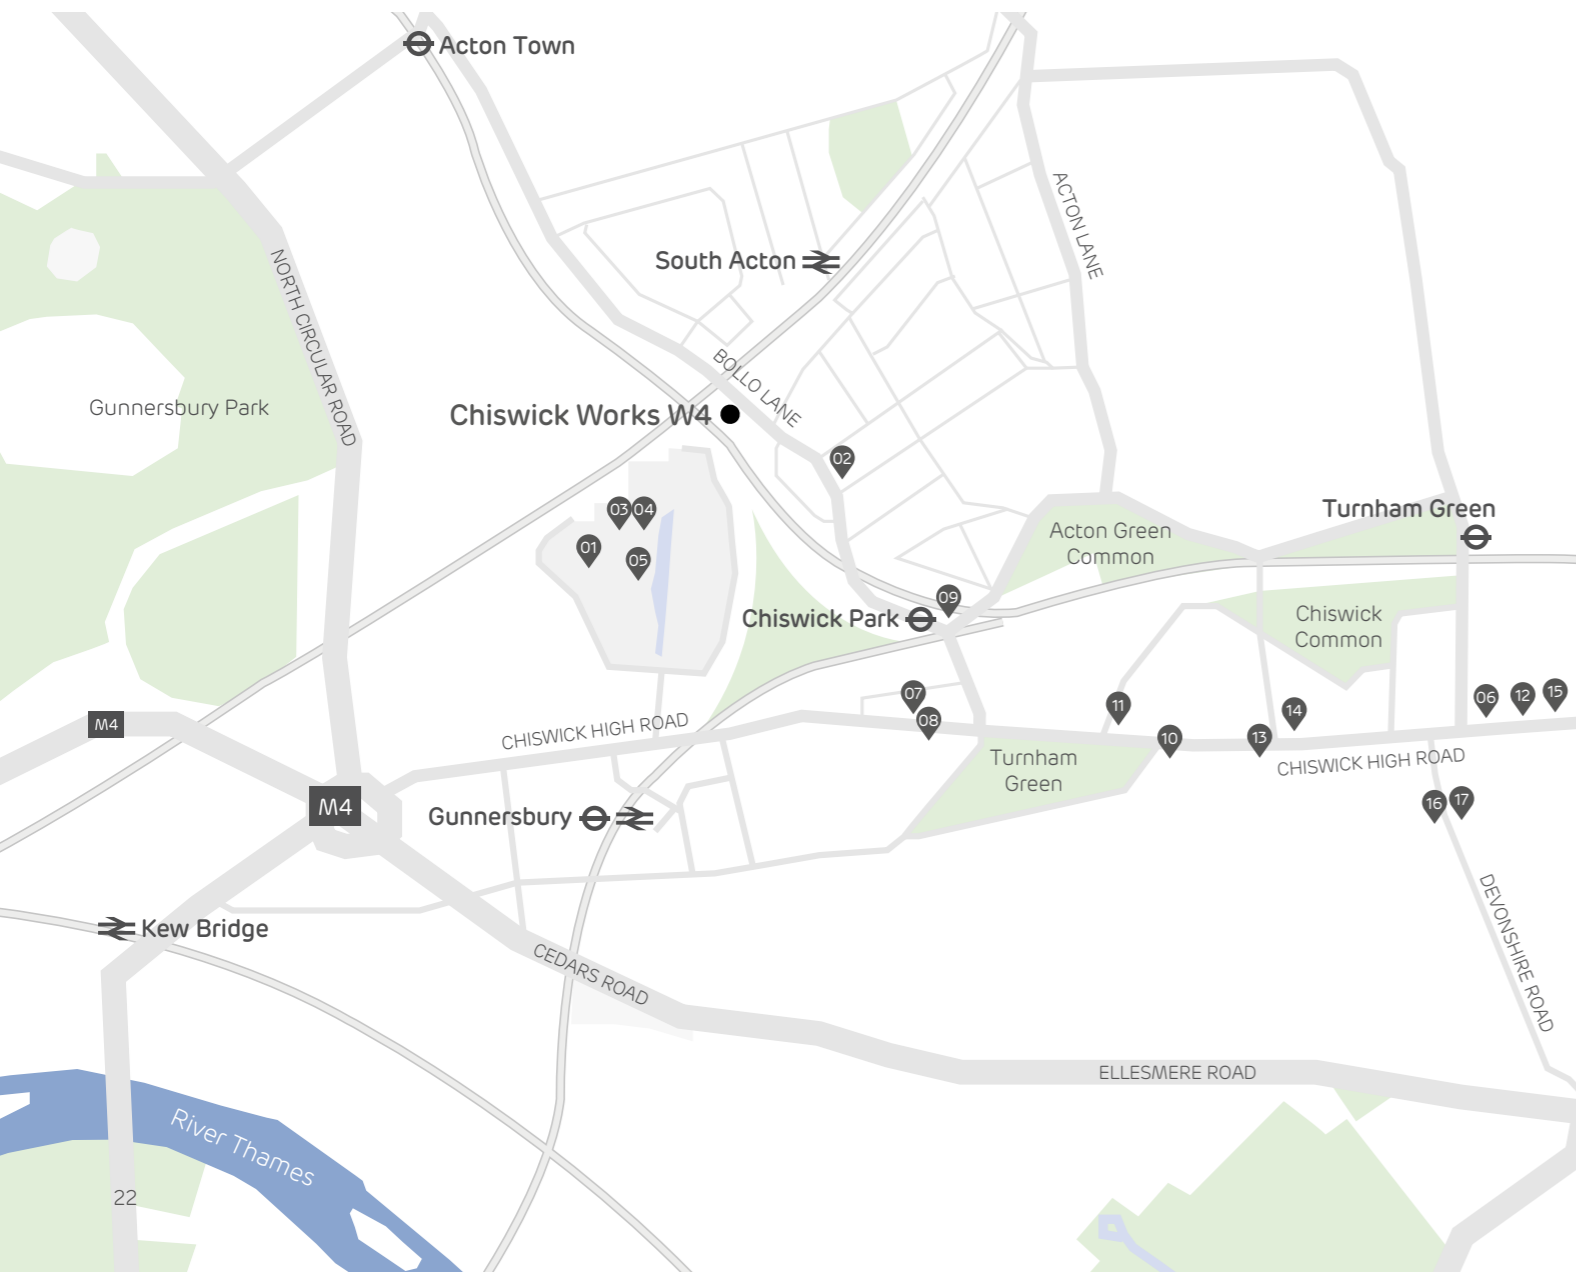 Acton Town
ACTON LANE
South Acton
NORTH CIRCULAR ROAD
BOLLO LANE
Gunnersbury Park
Chiswick Works W4
02
03
04
Turnham Green
Acton Green
Common
01
05
09
Chiswick Park
Chiswick
Common
07
11
06
12
15
M4
08
14
CHISWICK HIGH ROAD
10
13
Turnham
Green
CHISWICK HIGH ROAD
M4
Gunnersbury
16
17
DEVONSHIRE ROAD
Kew Bridge
CEDARS ROAD
ELLESMERE ROAD
River Thames
22